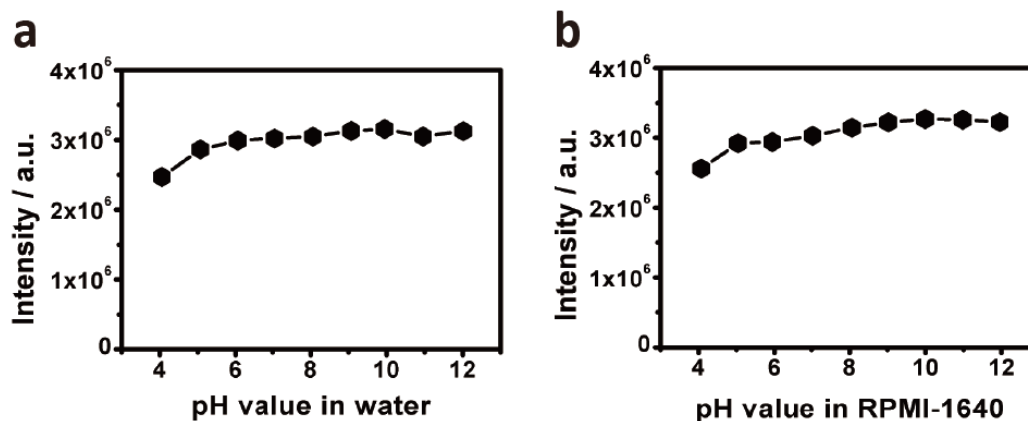 a
4x10⁶
3x10⁶
2x10⁶
1x10⁶
0
Intensity / a.u.
4 6 8 10 12
pH value in water
b
4x10⁶
3x10⁶
2x10⁶
1x10⁶
0
Intensity / a.u.
4 6 8 10 12
pH value in RPMI-1640